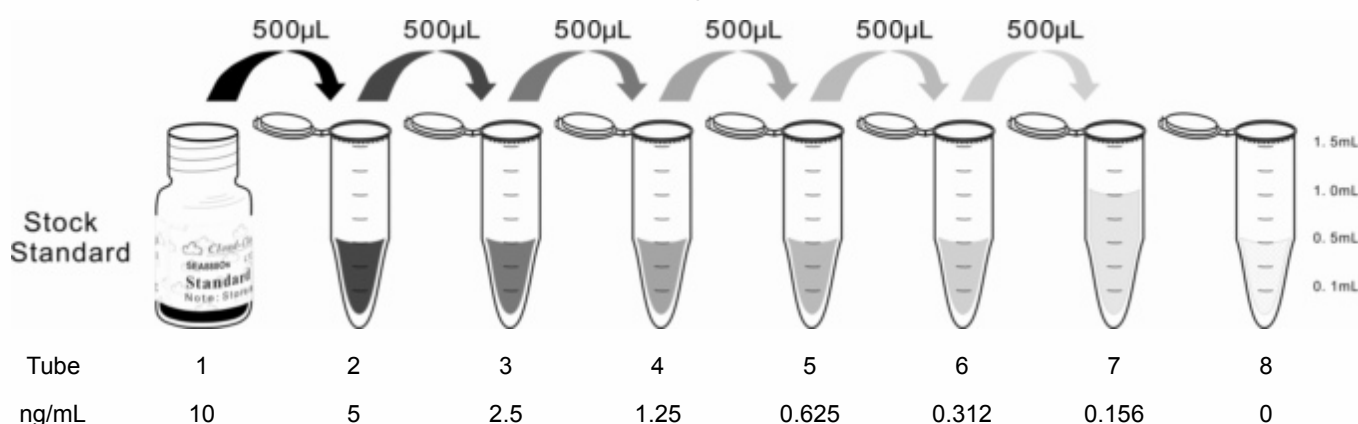 500µL 500µL 500µL 500µL 500µL 500µL
1.5mL
1.0mL
Stock
Standard
0.5mL
SEA888Os
Standard
0.1mL
Tube 1 2 3 4 5 6 7 8
ng/mL 10 5 2.5 1.25 0.625 0.312 0.156 0